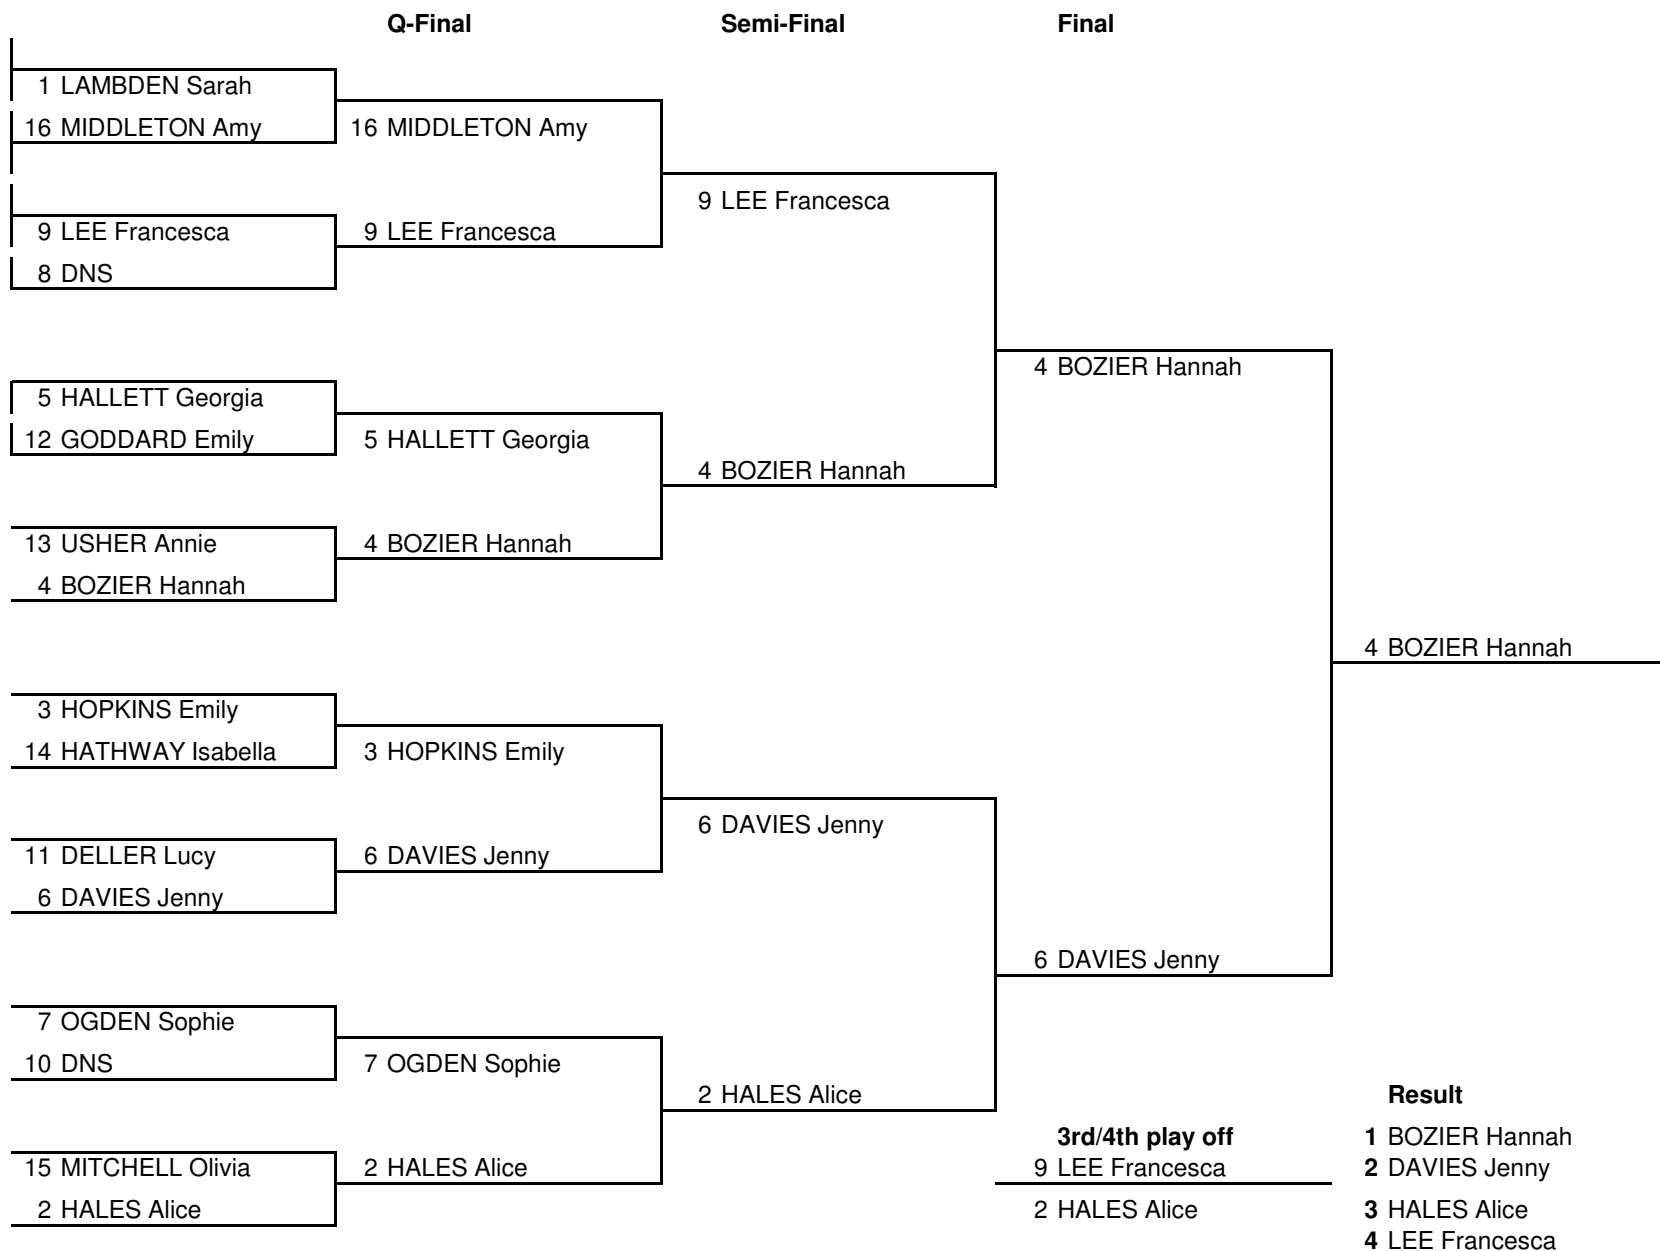 Q-Final Semi-Final Final
1 LAMBDEN Sarah
16 MIDDLETON Amy 16 MIDDLETON Amy
9 LEE Francesca
9 LEE Francesca 9 LEE Francesca
8 DNS
4 BOZIER Hannah
5 HALLETT Georgia
12 GODDARD Emily 5 HALLETT Georgia
4 BOZIER Hannah
13 USHER Annie 4 BOZIER Hannah
4 BOZIER Hannah
4 BOZIER Hannah
3 HOPKINS Emily
14 HATHWAY Isabella 3 HOPKINS Emily
6 DAVIES Jenny
11 DELLER Lucy 6 DAVIES Jenny
6 DAVIES Jenny
6 DAVIES Jenny
7 OGDEN Sophie
10 DNS 7 OGDEN Sophie
2 HALES Alice Result
3rd/4th play off 1 BOZIER Hannah
15 MITCHELL Olivia 2 HALES Alice 9 LEE Francesca 2 DAVIES Jenny
2 HALES Alice 2 HALES Alice 3 HALES Alice
4 LEE Francesca